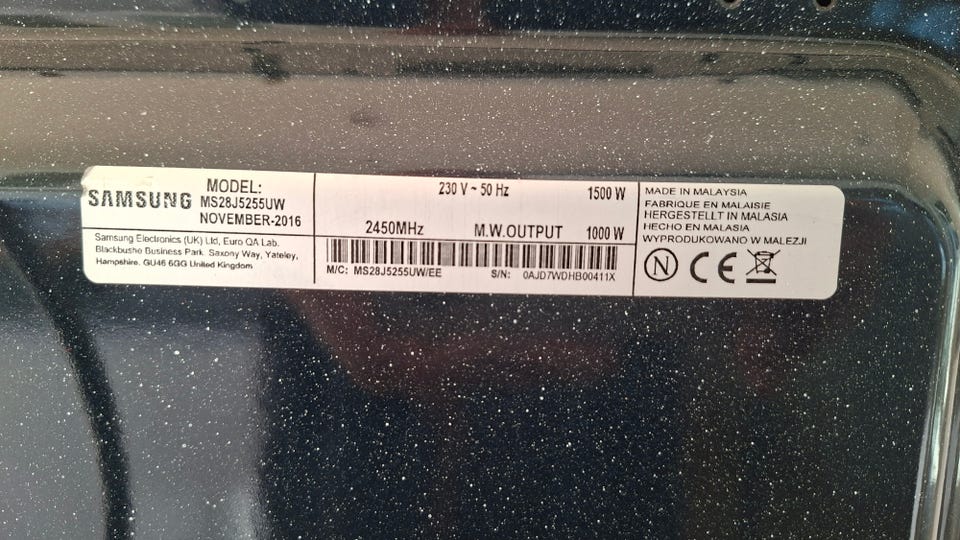 SAMSUNG
MODEL:
MS28J5255UW
NOVEMBER-2016
Samsung Electronics (UK) Ltd, Euro QA Lab.
Blackbushe Business Park. Saxony Way, Yateley,
Hampshire. GU46 6GG United Kingdom
230 V ~ 50 Hz 1500 W
2450MHz M.W.OUTPUT 1000 W
M/C: MS28J5255UW/EE S/N: 0AJD7WDHB00411X
MADE IN MALAYSIA
FABRIQUE EN MALAISIE
HERGESTELLT IN MALASIA
HECHO EN MALASIA
WYPRODUKOWANO W MALEZJI
N CE